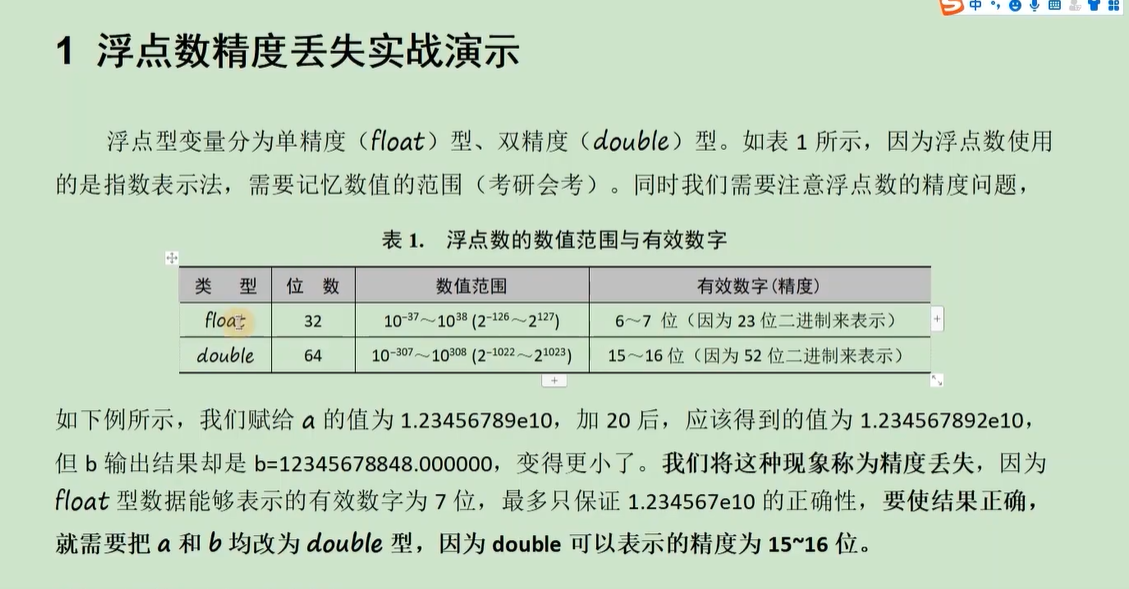 中
1 浮点数精度丢失实战演示
浮点型变量分为单精度（float）型、双精度（double）型。如表 1 所示，因为浮点数使用
的是指数表示法，需要记忆数值的范围（考研会考）。同时我们需要注意浮点数的精度问题，
表 1. 浮点数的数值范围与有效数字
类 型 位 数 数值范围 有效数字(精度)
float 32 10⁻³⁷～10³⁸ (2⁻¹²⁶～2¹²⁷) 6～7 位（因为 23 位二进制来表示）
double 64 10⁻³⁰⁷～10³⁰⁸ (2⁻¹⁰²²～2¹⁰²³) 15～16 位（因为 52 位二进制来表示）
如下例所示，我们赋给 a 的值为 1.23456789e10，加 20 后，应该得到的值为 1.234567892e10，
但 b 输出结果却是 b=12345678848.000000，变得更小了。我们将这种现象称为精度丢失，因为
float 型数据能够表示的有效数字为 7 位，最多只保证 1.234567e10 的正确性，要使结果正确，
就需要把 a 和 b 均改为 double 型，因为 double 可以表示的精度为 15~16 位。